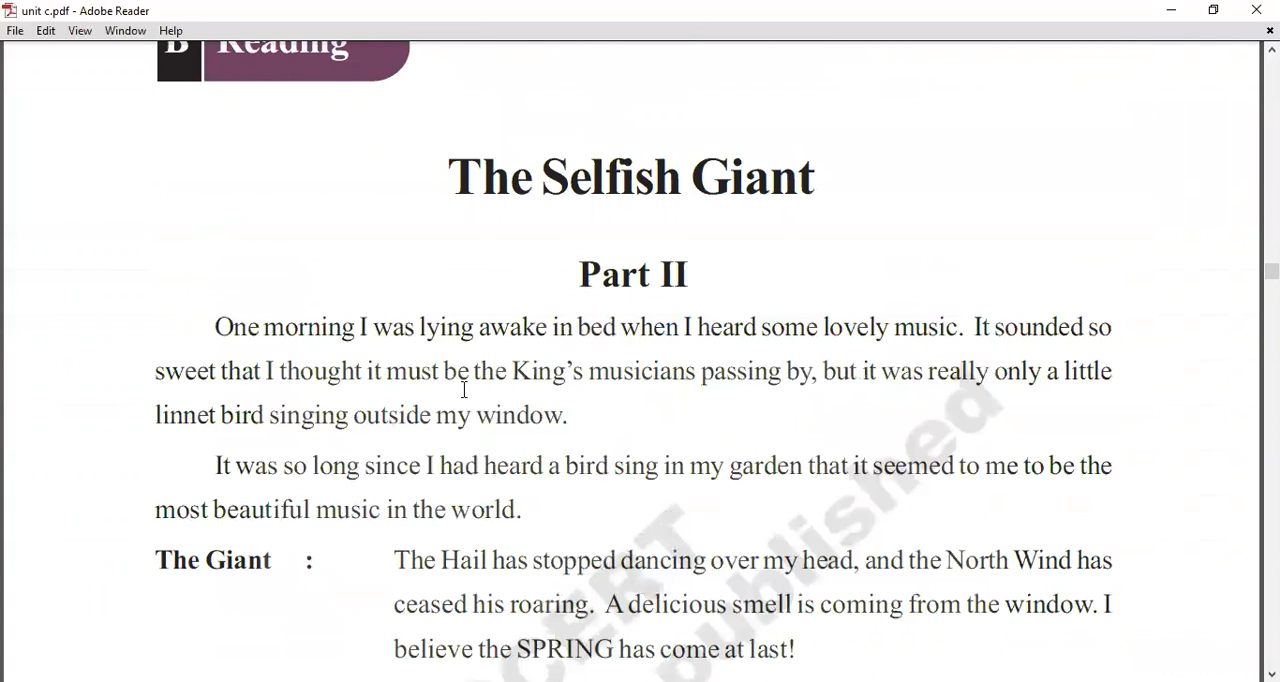 unit c.pdf - Adobe Reader
File Edit View Window Help
B Reading
The Selfish Giant
Part II
One morning I was lying awake in bed when I heard some lovely music. It sounded so
sweet that I thought it must be the King's musicians passing by, but it was really only a little
linnet bird singing outside my window.
It was so long since I had heard a bird sing in my garden that it seemed to me to be the
most beautiful music in the world.
The Giant : The Hail has stopped dancing over my head, and the North Wind has
ceased his roaring. A delicious smell is coming from the window. I
believe the SPRING has come at last!
CERT
published